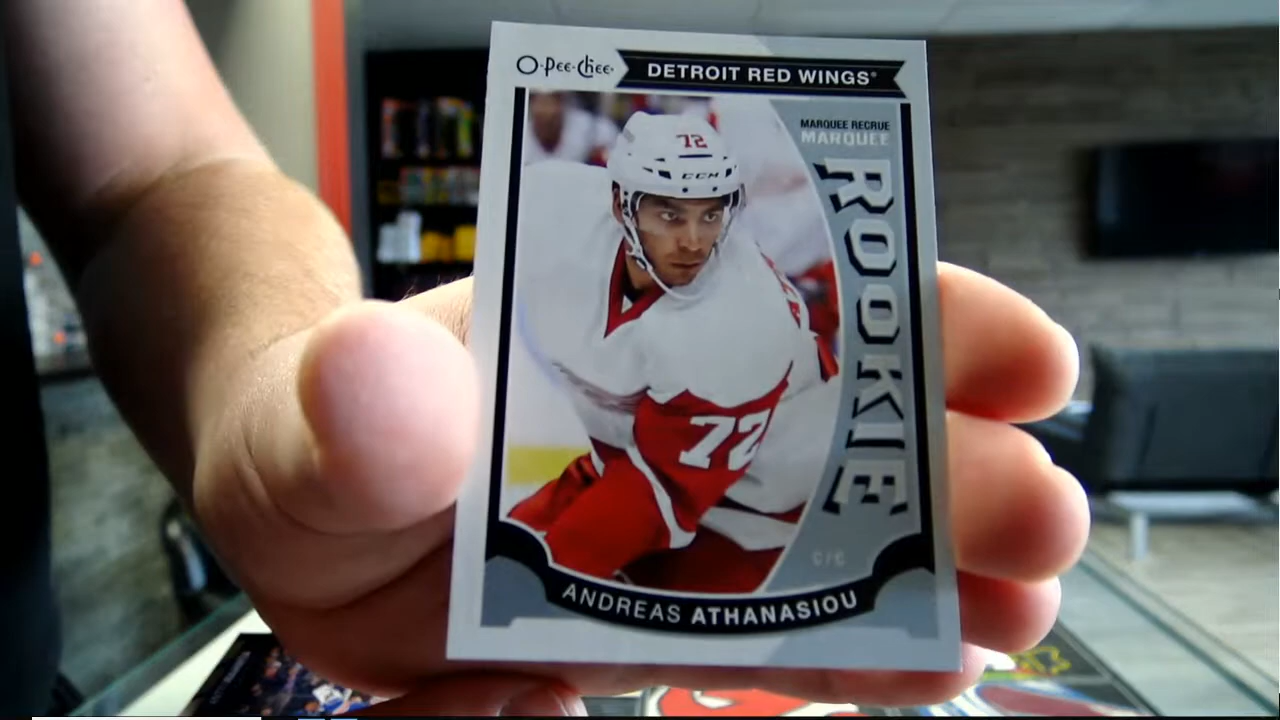 O-Pee-Chee
DETROIT RED WINGS
MARQUEE RECRUE
MARQUEE
ROOKIE
72
CCM
72
C/C
ANDREAS ATHANASIOU